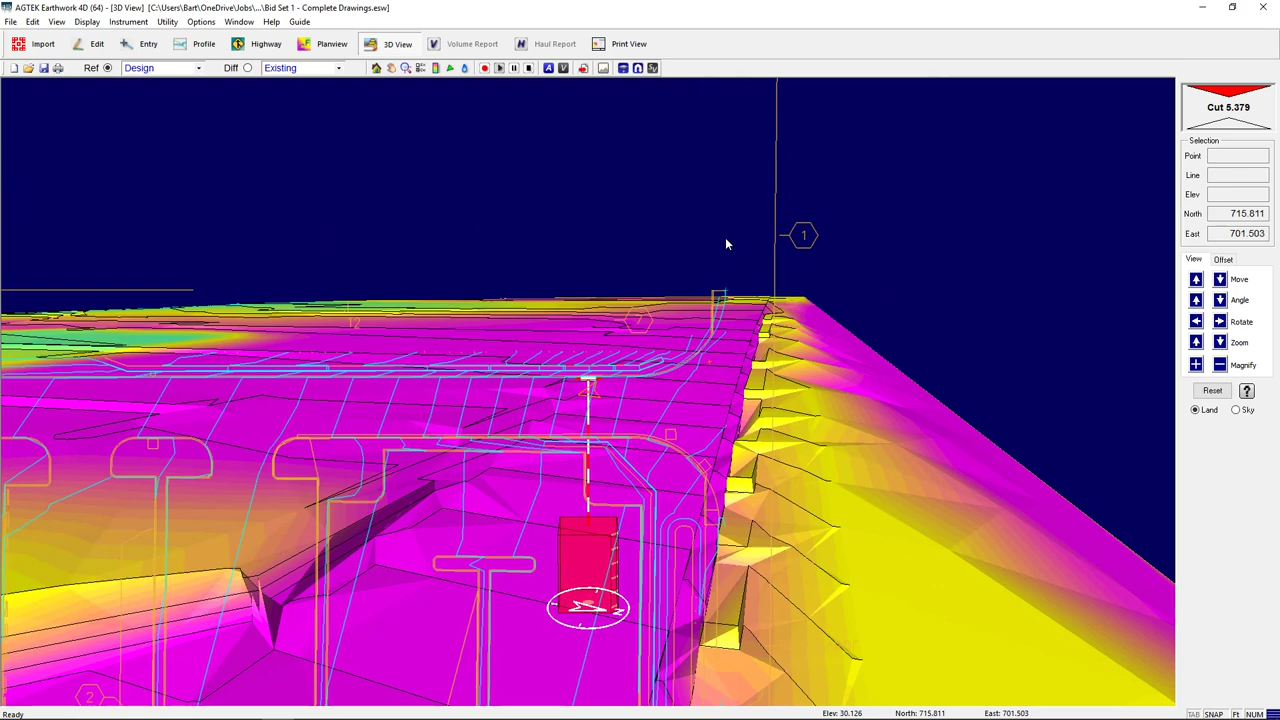 AGTEK Earthwork 4D (64) - [3D View]  [C:\Users\Bart\OneDrive\Jobs\...\Bid Set 1 - Complete Drawings.esw]
File Edit View Display Instrument Utility Options Window Help Guide
Import Edit Entry Profile Highway Planview 3D View Volume Report Haul Report Print View
Ref Design Diff Existing
Cut 5.379
Selection
Point
Line
Elev
North 715.811
East 701.503
View Offset
Move
Angle
Rotate
Zoom
Magnify
Reset ?
Land Sky
1
12
7
2
Ready Elev: 30.126 North: 715.811 East: 701.503 TAB SNAP Ft NUM